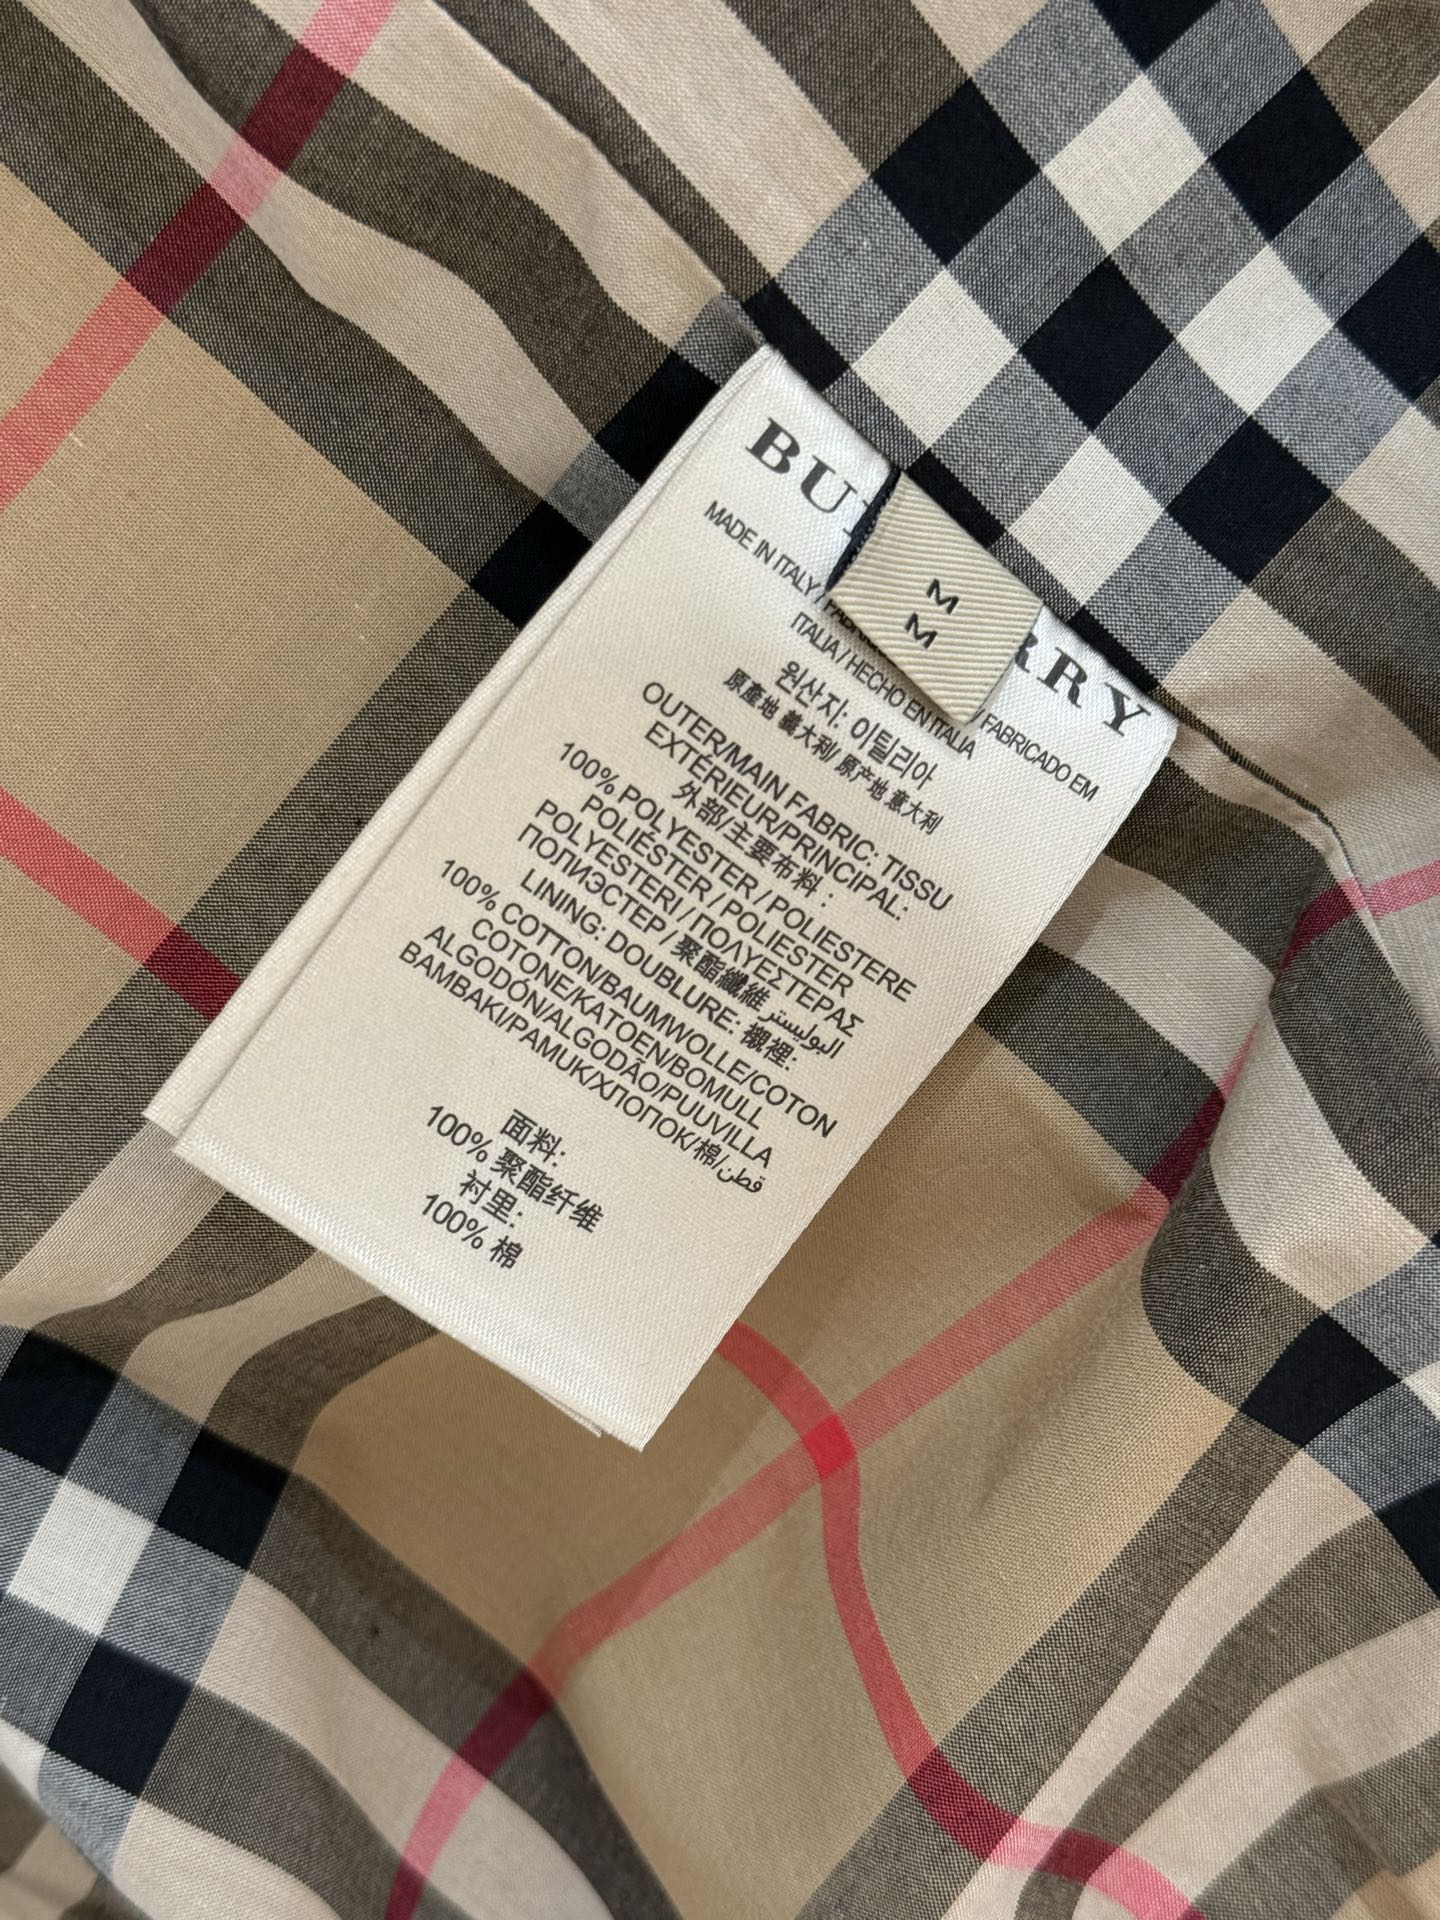 BU RRY
M
M
MADE IN ITALY / FABRICADO EM
ITALIA / HECHO EN ITALIA
원산지: 이탈리아
原產地 義大利/ 原产地 意大利
OUTER/MAIN FABRIC: TISSU
EXTÉRIEUR/PRINCIPAL:
外部/主要布料:
100% POLYESTER / POLIESTERE
POLIÉSTER / POLIESTER
POLYESTERI / ΠΟΛΥΕΣΤΕΡΑΣ
ПОЛИЭСТЕР / 聚酯纖維 البوليستر
LINING: DOUBLURE: 襯裡:
100% COTTON/BAUMWOLLE/COTON
COTONE/KATOEN/BOMULL
ALGODÓN/ALGODÃO/PUUVILLA
BAMBAKI/PAMUK/ХЛОПОК/棉/قطن
面料:
100% 聚酯纤维
衬里:
100% 棉